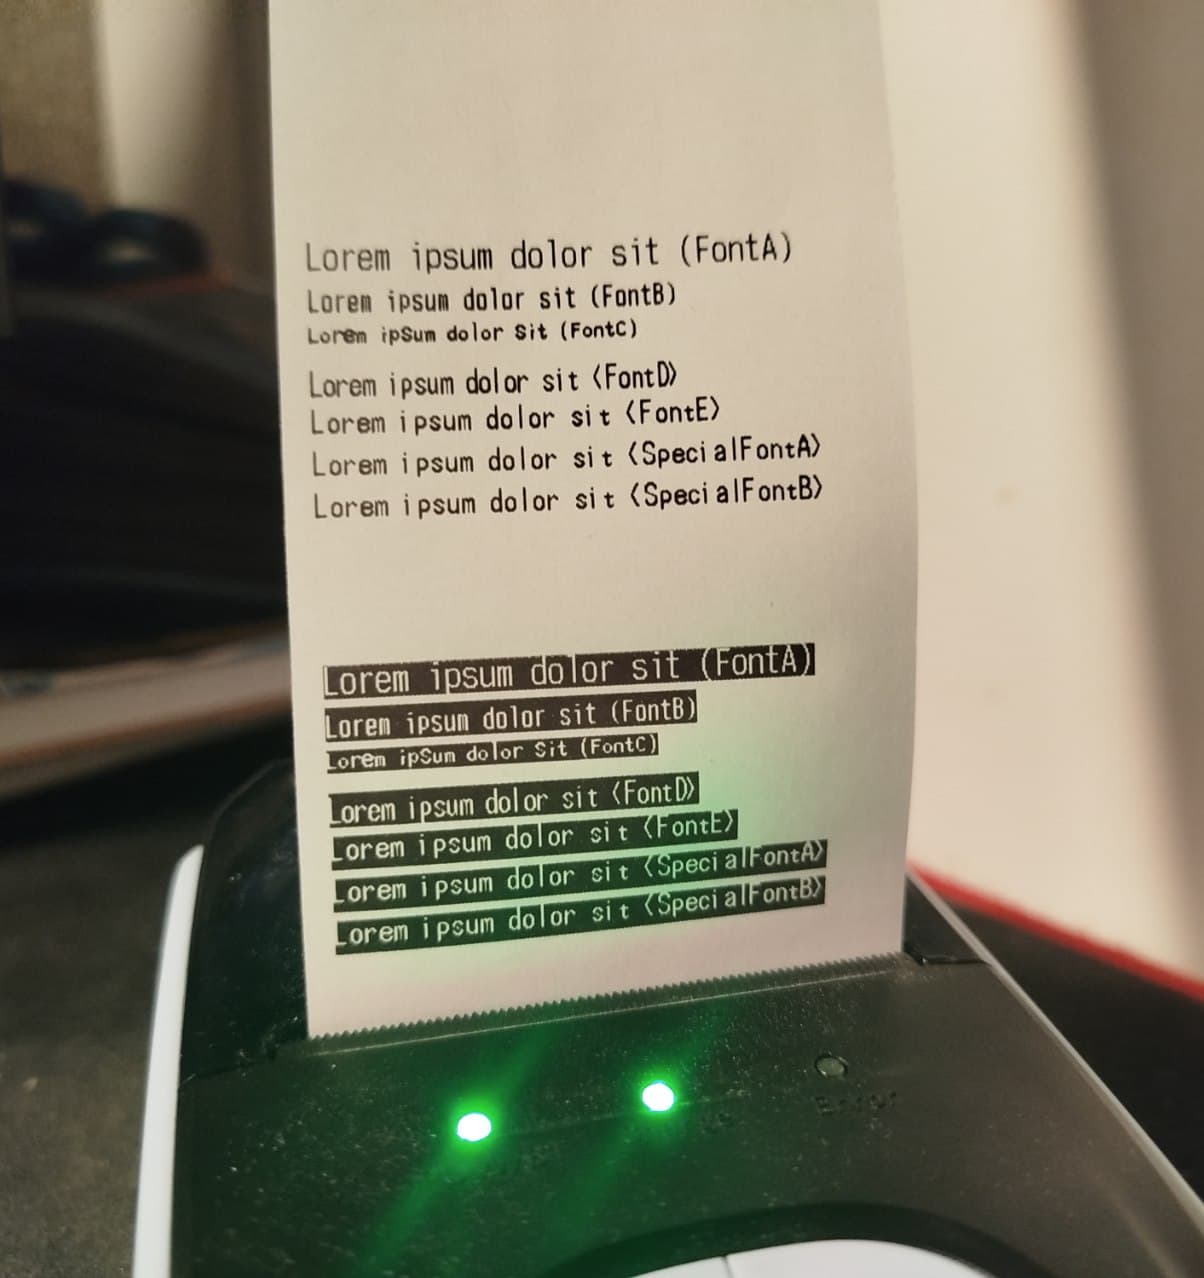 Lorem ipsum dolor sit (FontA)
Lorem ipsum dolor sit (FontB)
Lorem ipSum dolor Sit (FontC)
Lorem ipsum dolor sit (FontD)
Lorem ipsum dolor sit (FontE)
Lorem ipsum dolor sit (SpecialFontA)
Lorem ipsum dolor sit (SpecialFontB)
Lorem ipsum dolor sit (FontA)
Lorem ipsum dolor sit (FontB)
Lorem ipSum dolor Sit (FontC)
Lorem ipsum dolor sit (FontD)
Lorem ipsum dolor sit (FontE)
Lorem ipsum dolor sit (SpecialFontA)
Lorem ipsum dolor sit (SpecialFontB)
Error